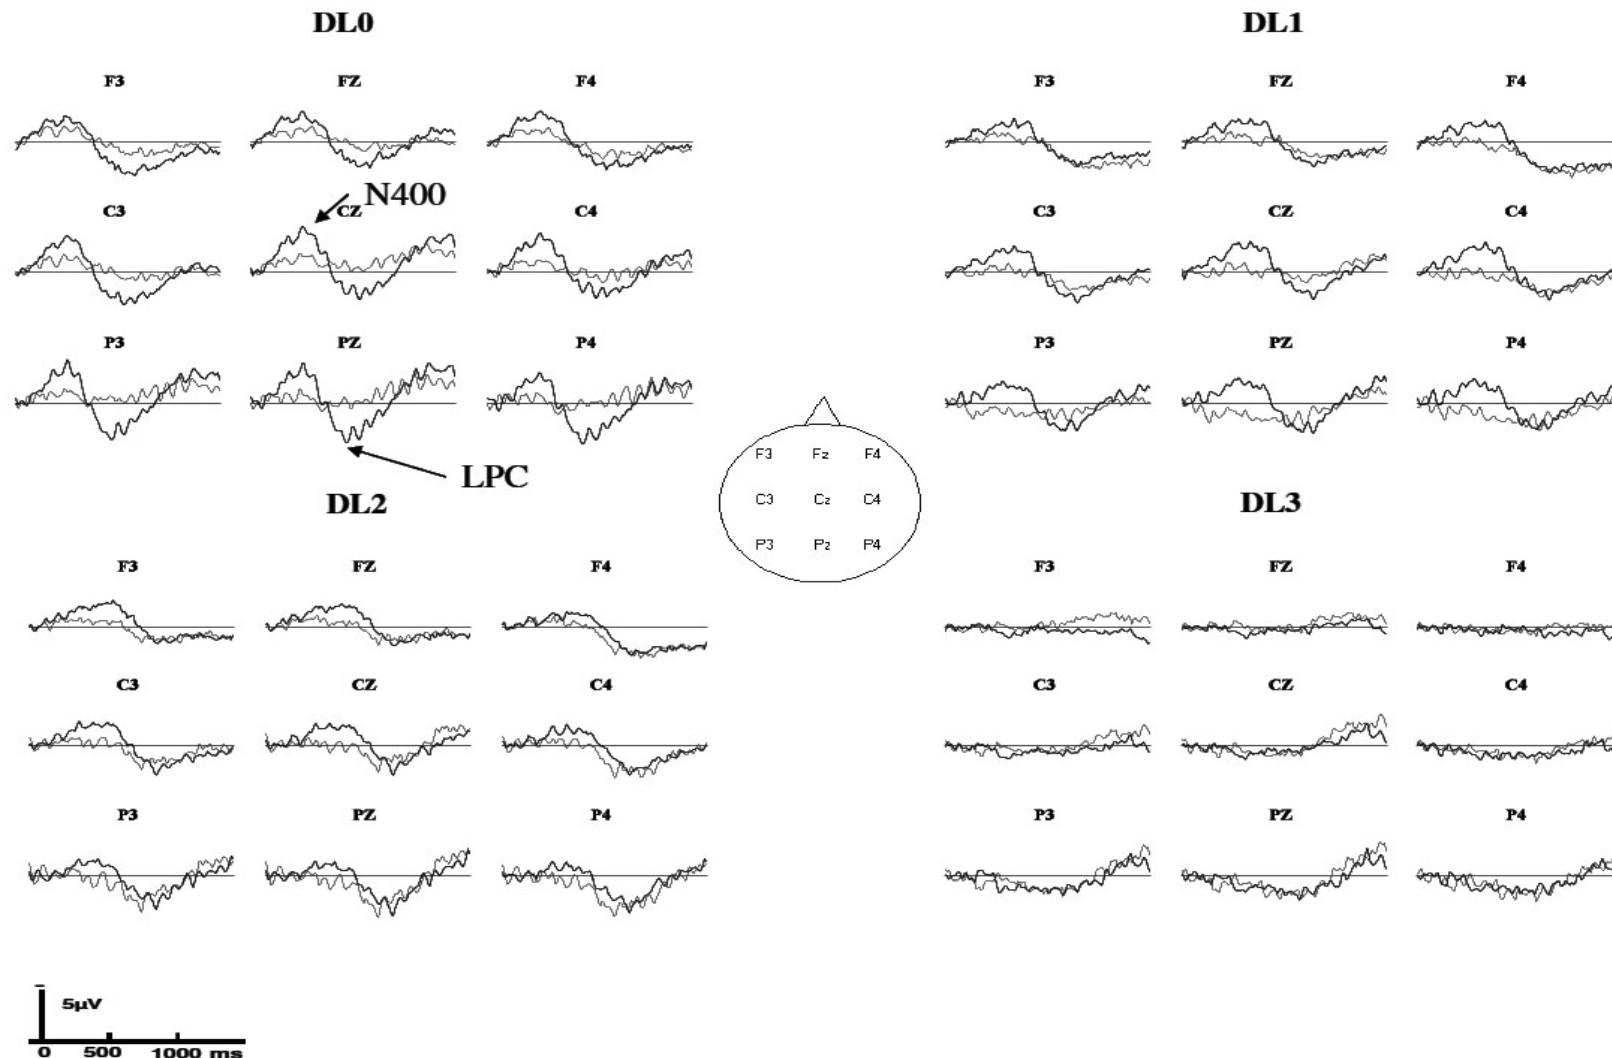 DL0
DL1
F3 FZ F4
F3 FZ F4
N400
C3 CZ C4
C3 CZ C4
P3 PZ P4
P3 PZ P4
LPC
F3 Fz F4
C3 Cz C4
P3 Pz P4
DL2
DL3
F3 FZ F4
F3 FZ F4
C3 CZ C4
C3 CZ C4
P3 PZ P4
P3 PZ P4
-
5µV
0 500 1000 ms